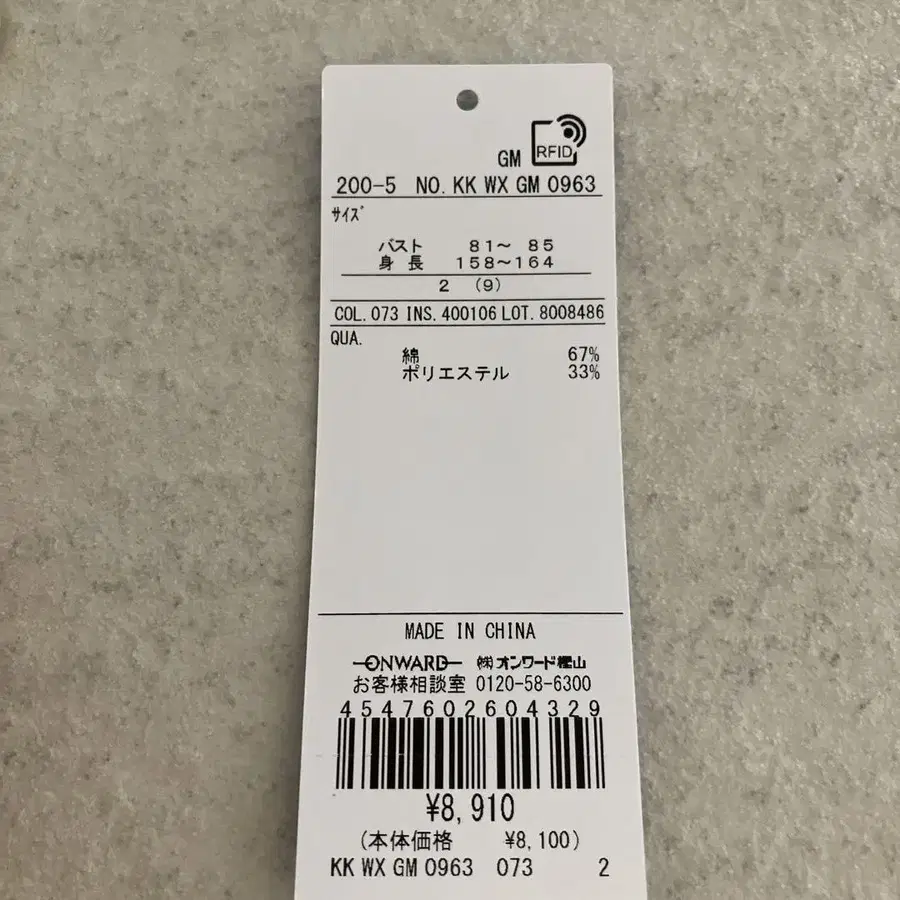 GM RFID
200-5 NO. KK WX GM 0963
ｻｲｽﾞ
バスト 81～ 85
身長 158～164
2 (9)
COL. 073 INS. 400106 LOT. 8008486
QUA.
綿 67%
ポリエステル 33%
MADE IN CHINA
ONWARD ㈱オンワード樫山
お客様相談室 0120-58-6300
4547602604329
¥8,910
(本体価格 ¥8,100)
KK WX GM 0963 073 2